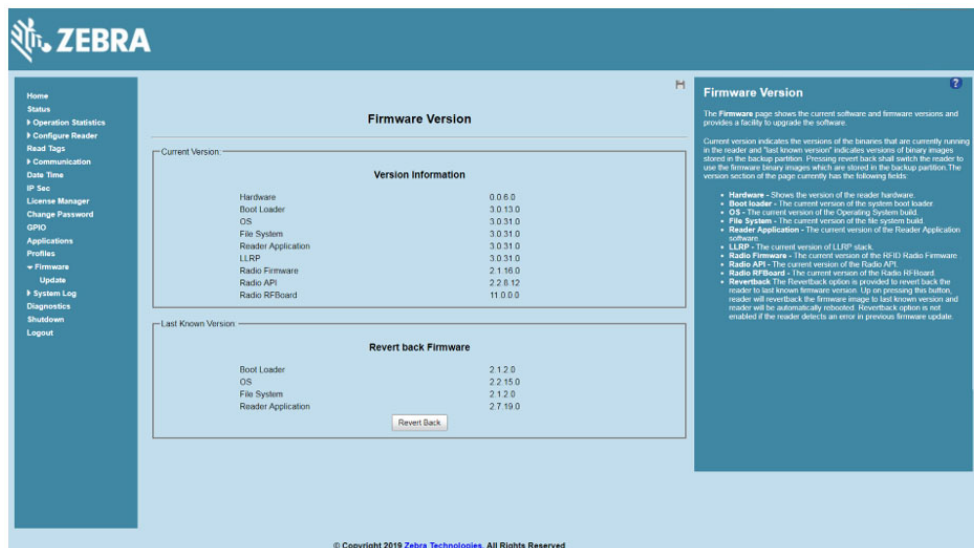 ZEBRA
Home
Status
Operation Statistics
Configure Reader
Read Tags
Communication
Date Time
IP Sec
License Manager
Change Password
GPIO
Applications
Profiles
Firmware
Update
System Log
Diagnostics
Shutdown
Logout
Firmware Version
Current Version:
Version Information
Hardware 0.0.6.0
Boot Loader 3.0.13.0
OS 3.0.31.0
File System 3.0.31.0
Reader Application 3.0.31.0
LLRP 3.0.31.0
Radio Firmware 2.1.16.0
Radio API 2.2.8.12
Radio RFBoard 11.0.0.0
Last Known Version:
Revert back Firmware
Boot Loader 2.1.2.0
OS 2.2.15.0
File System 2.1.2.0
Reader Application 2.7.19.0
Revert Back
?
Firmware Version
The Firmware page shows the current software and firmware versions and
provides a facility to upgrade the software.
Current version indicates the versions of the binaries that are currently running
in the reader and "last known version" indicates versions of binary images
stored in the backup partition. Pressing revert back shall switch the reader to
use the firmware binary images which are stored in the backup partition.The
version section of the page currently has the following fields:
• Hardware - Shows the version of the reader hardware.
• Boot loader - The current version of the system boot loader.
• OS - The current version of the Operating System build.
• File System - The current version of the file system build.
• Reader Application - The current version of the Reader Application
software.
• LLRP - The current version of LLRP stack.
• Radio Firmware - The current version of the RFID Radio Firmware
• Radio API - The current version of the Radio API.
• Radio RFBoard - The current version of the Radio RFBoard.
• Revertback The Revertback option is provided to revert back the
reader to last known firmware version. Up on pressing this button,
reader will revertback the firmware image to last known version and
reader will be automatically rebooted. Revertback option is not
enabled if the reader detects an error in previous firmware update.
© Copyright 2019 Zebra Technologies. All Rights Reserved